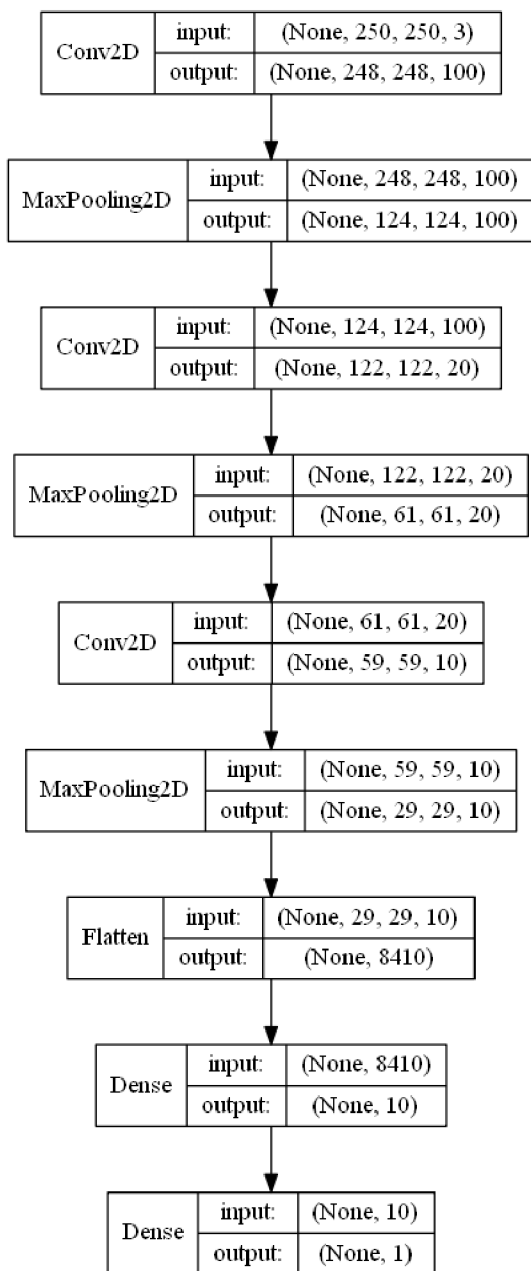 Conv2D
input: (None, 250, 250, 3)
output: (None, 248, 248, 100)
MaxPooling2D
input: (None, 248, 248, 100)
output: (None, 124, 124, 100)
Conv2D
input: (None, 124, 124, 100)
output: (None, 122, 122, 20)
MaxPooling2D
input: (None, 122, 122, 20)
output: (None, 61, 61, 20)
Conv2D
input: (None, 61, 61, 20)
output: (None, 59, 59, 10)
MaxPooling2D
input: (None, 59, 59, 10)
output: (None, 29, 29, 10)
Flatten
input: (None, 29, 29, 10)
output: (None, 8410)
Dense
input: (None, 8410)
output: (None, 10)
Dense
input: (None, 10)
output: (None, 1)